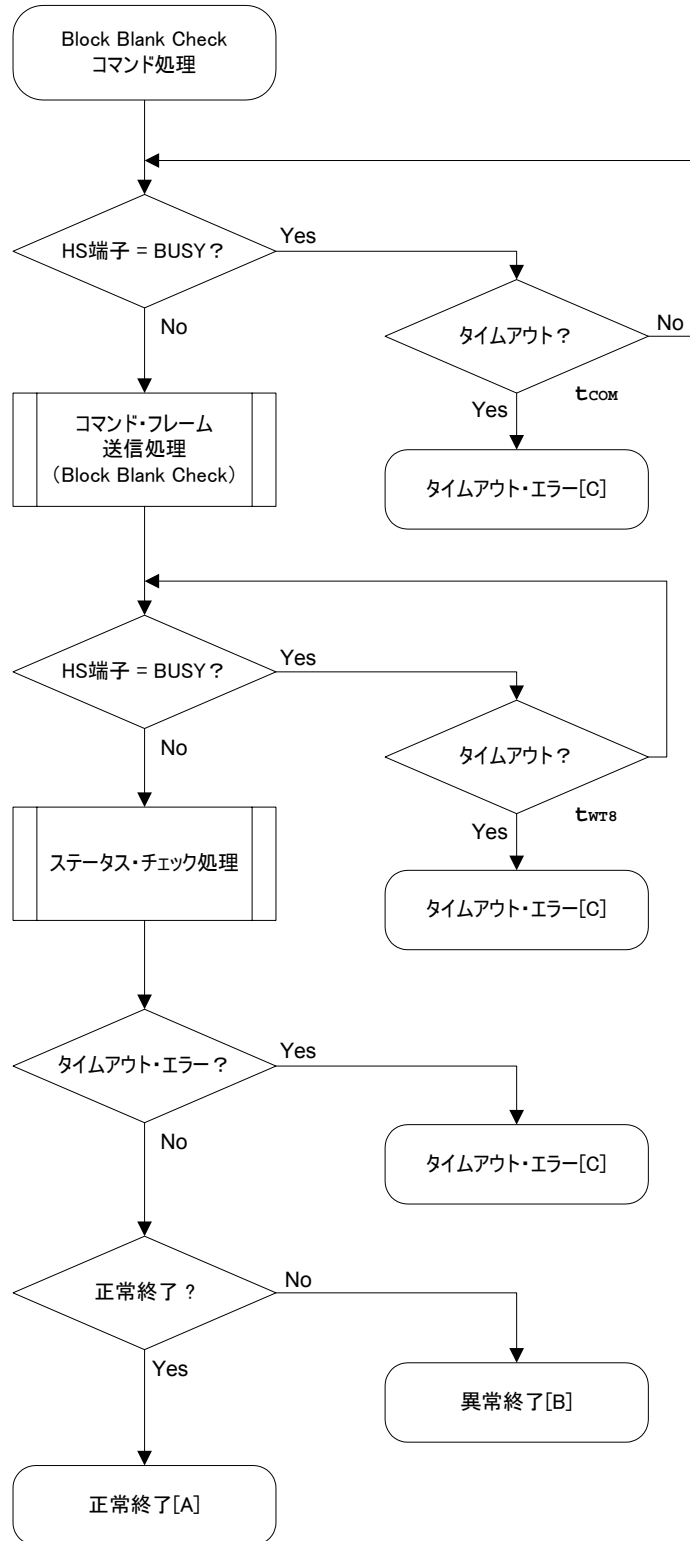 Block Blank Check
コマンド処理
HS端子 = BUSY？
Yes
No
タイムアウト？
No
tCOM
Yes
コマンド・フレーム
送信処理
（Block Blank Check）
タイムアウト・エラー[C]
HS端子 = BUSY？
Yes
No
タイムアウト？
tWT8
Yes
ステータス・チェック処理
タイムアウト・エラー[C]
タイムアウト・エラー？
Yes
No
タイムアウト・エラー[C]
正常終了？
No
Yes
異常終了[B]
正常終了[A]